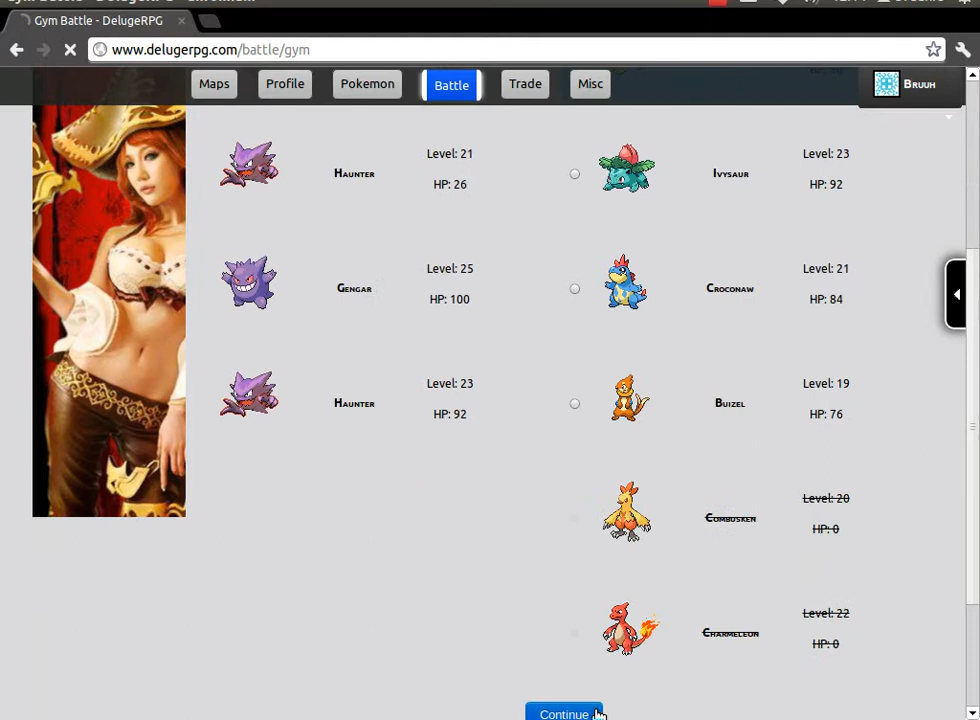 Gym Battle - DelugeRPG
www.delugerpg.com/battle/gym
Maps Profile Pokemon Battle Trade Misc Bruuh
Haunter Level: 21 HP: 26 Ivysaur Level: 23 HP: 92
Gengar Level: 25 HP: 100 Croconaw Level: 21 HP: 84
Haunter Level: 23 HP: 92 Buizel Level: 19 HP: 76
Combusken Level: 20 HP: 0
Charmeleon Level: 22 HP: 0
Continue